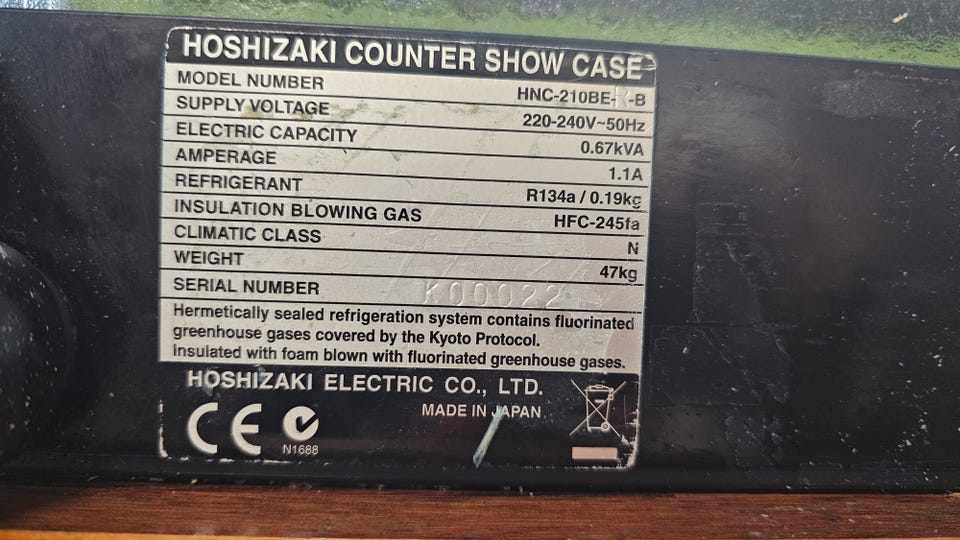 HOSHIZAKI COUNTER SHOW CASE
MODEL NUMBER HNC-210BE-R-B
SUPPLY VOLTAGE 220-240V~50Hz
ELECTRIC CAPACITY 0.67kVA
AMPERAGE 1.1A
REFRIGERANT R134a / 0.19kg
INSULATION BLOWING GAS HFC-245fa
CLIMATIC CLASS N
WEIGHT 47kg
SERIAL NUMBER K00022
Hermetically sealed refrigeration system contains fluorinated
greenhouse gases covered by the Kyoto Protocol.
Insulated with foam blown with fluorinated greenhouse gases.
HOSHIZAKI ELECTRIC CO., LTD.
MADE IN JAPAN
CE
N1688